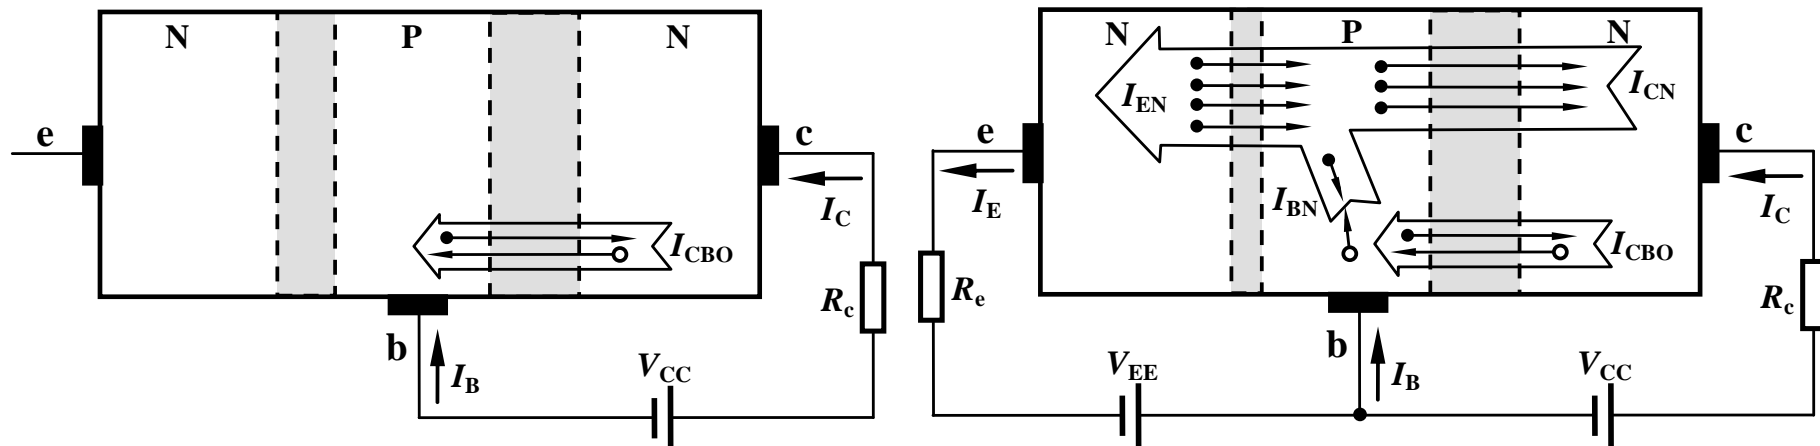 N P N
e
c
I_C
I_CBO
R_c
b
I_B
V_CC
N P N
I_EN
I_CN
e
c
I_E
I_BN
I_C
I_CBO
R_e
R_c
b
V_EE
I_B
V_CC